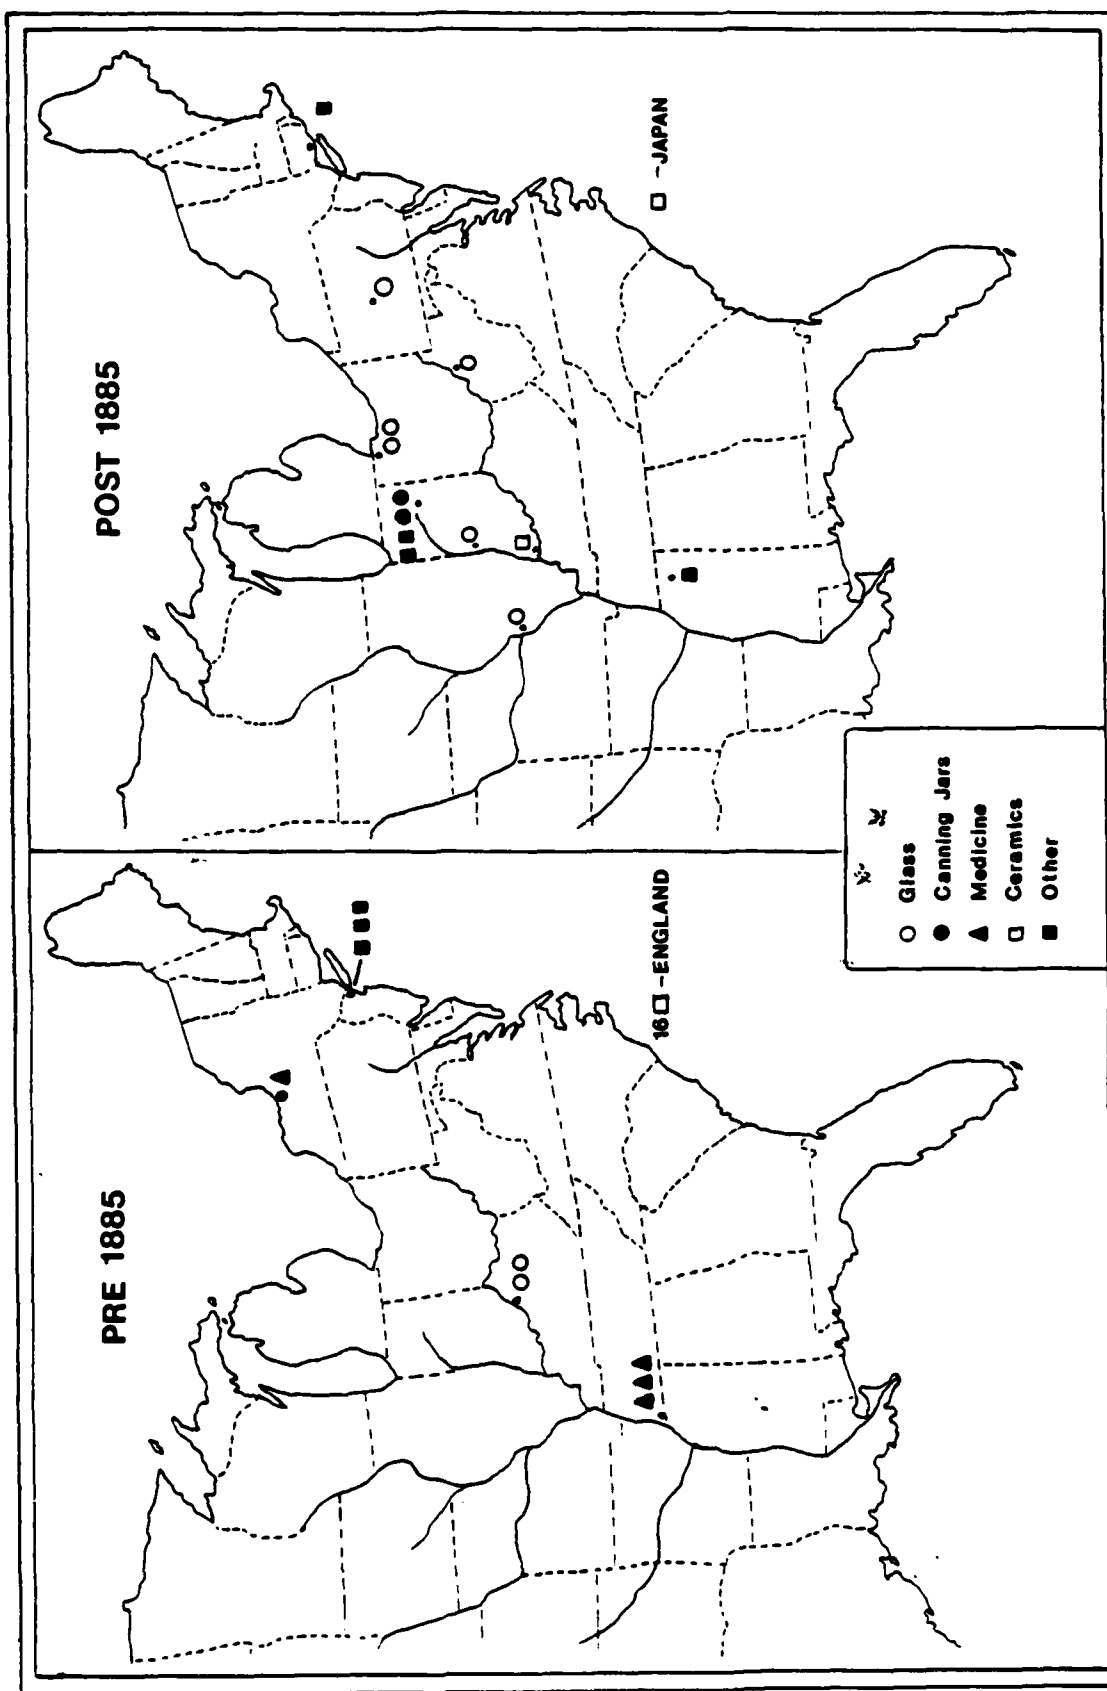 PRE 1885
16 □ -ENGLAND
POST 1885
□ -JAPAN
Glass
Canning Jars
Medicine
Ceramics
Other